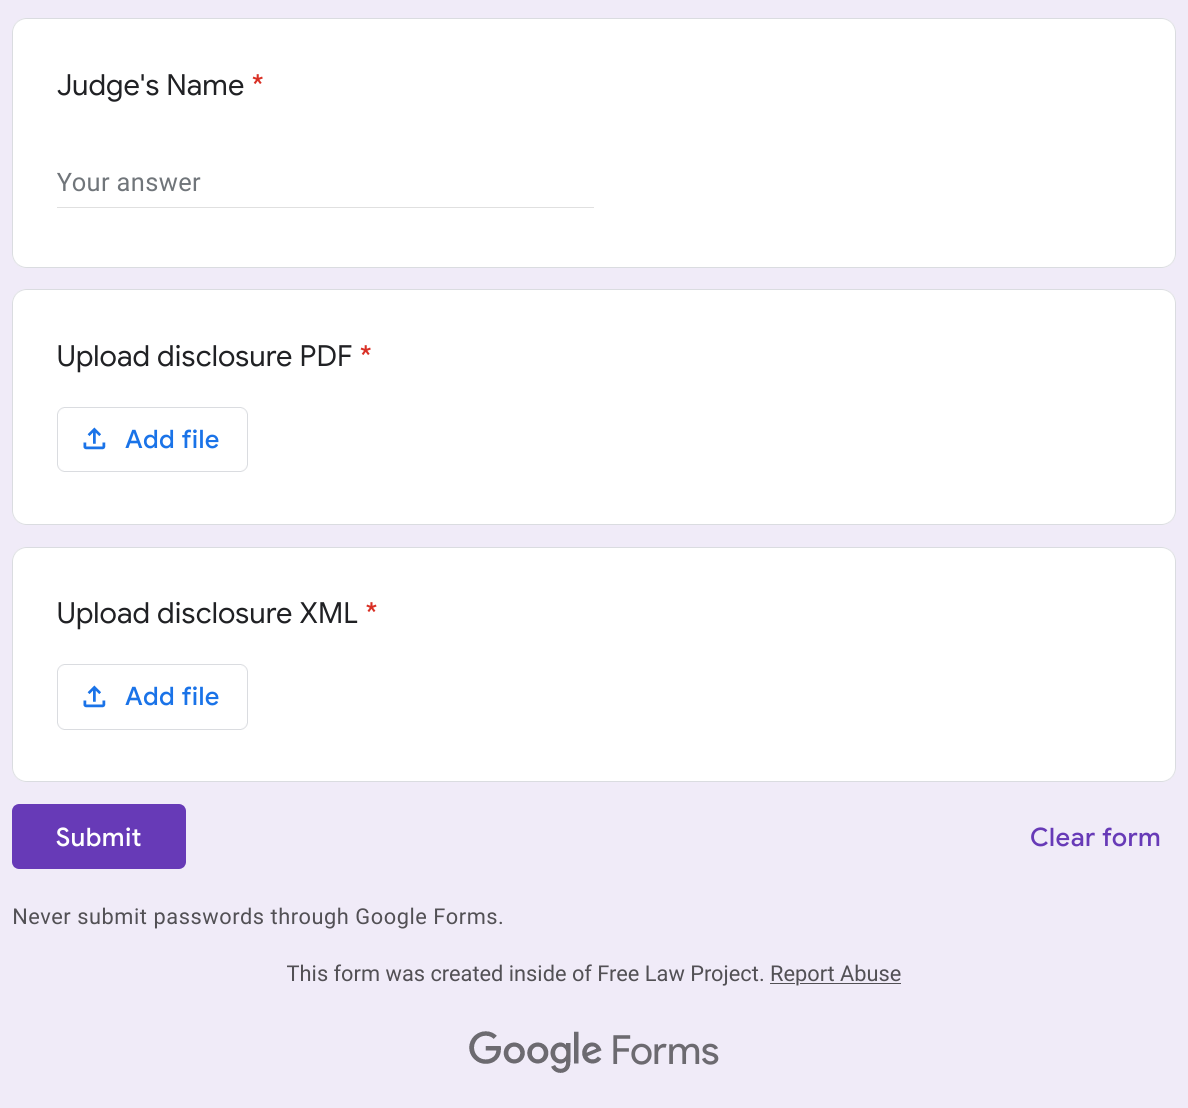 Judge's Name *
Your answer
Upload disclosure PDF *
Add file
Upload disclosure XML *
Add file
Submit
Clear form
Never submit passwords through Google Forms.
This form was created inside of Free Law Project. Report Abuse
Google Forms